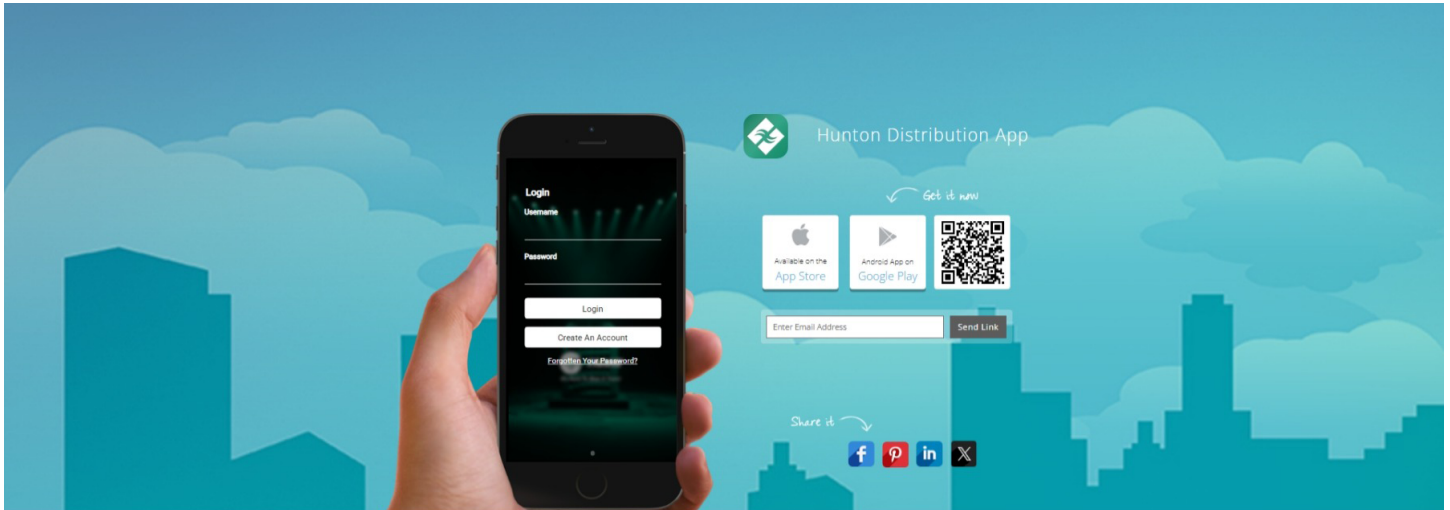 Hunton Distribution App
Get it now
Login
Username
Password
Login
Create An Account
Forgotten Your Password?
Available on the
App Store
Android App on
Google Play
Enter Email Address
Send Link
Share it
f
in
X